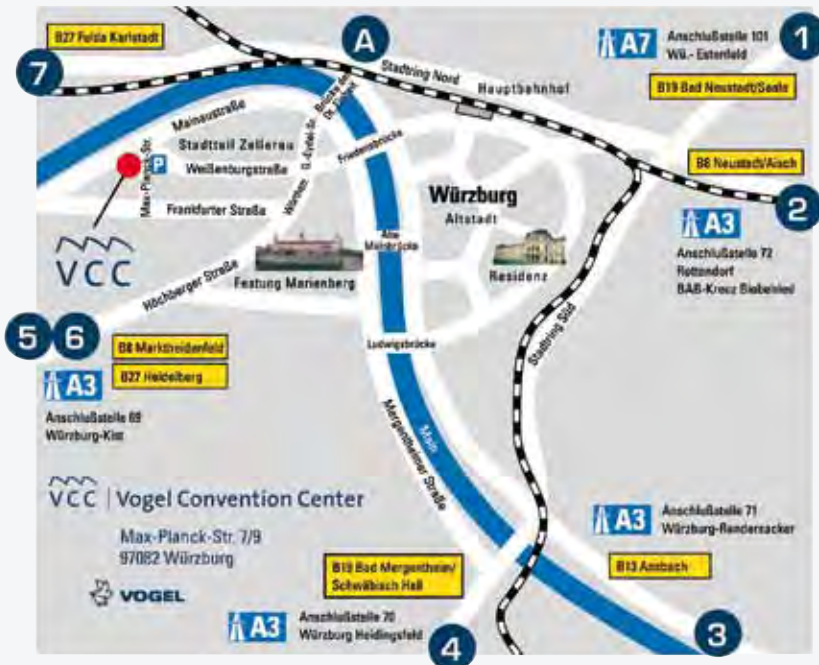 B27 Fulda Karlstadt
A
7
Stadtring Nord
Hauptbahnhof
A7
Anschlußstelle 101
Wü.- Estenfeld
1
B19 Bad Neustadt/Saale
B8 Neustadt/Aisch
2
A3
Anschlußstelle 72
Rottendorf
BAB-Kreuz Biebelried
Mainaustraße
Stadtteil Zellerau
P
Weißenburgstraße
Max-Planck-Str.
Frankfurter Straße
Brücke der
Friedensbrücke
VCC
Höchberger Straße
Festung Marienberg
Alte
Mainbrücke
Würzburg
Altstadt
Residenz
Stadtring Süd
Ludwigsbrücke
5
6
B8 Marktheidenfeld
B27 Heidelberg
A3
Anschlußstelle 69
Würzburg-Kist
Mergentheimer Straße
Main
VCC | Vogel Convention Center
Max-Planck-Str. 7/9
97082 Würzburg
VOGEL
B19 Bad Mergentheim/
Schwäbisch Hall
A3
Anschlußstelle 70
Würzburg Heidingsfeld
4
A3
Anschlußstelle 71
Würzburg-Randersacker
B13 Ansbach
3